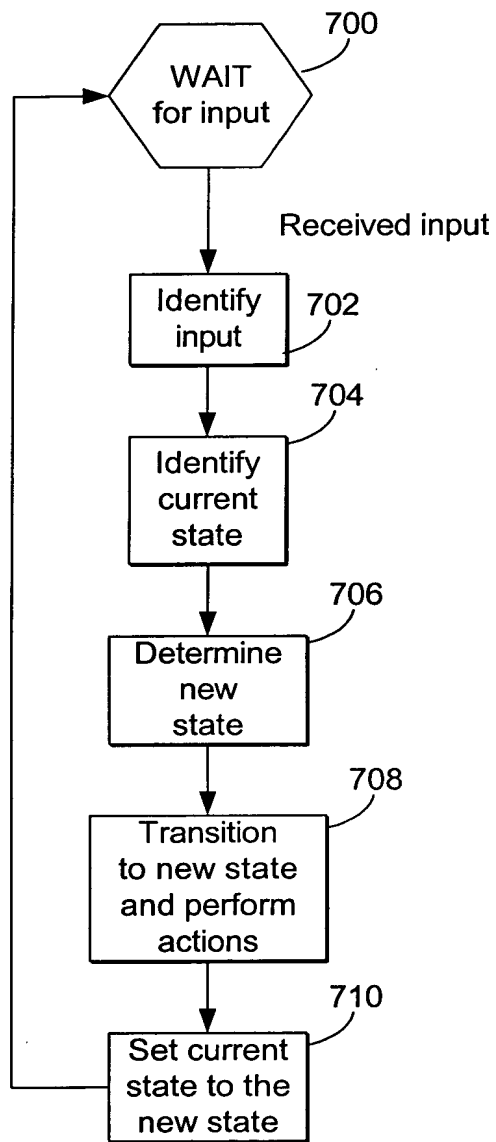 700
WAIT
for input
Received input
Identify
input
702
704
Identify
current
state
706
Determine
new
state
708
Transition
to new state
and perform
actions
710
Set current
state to the
new state